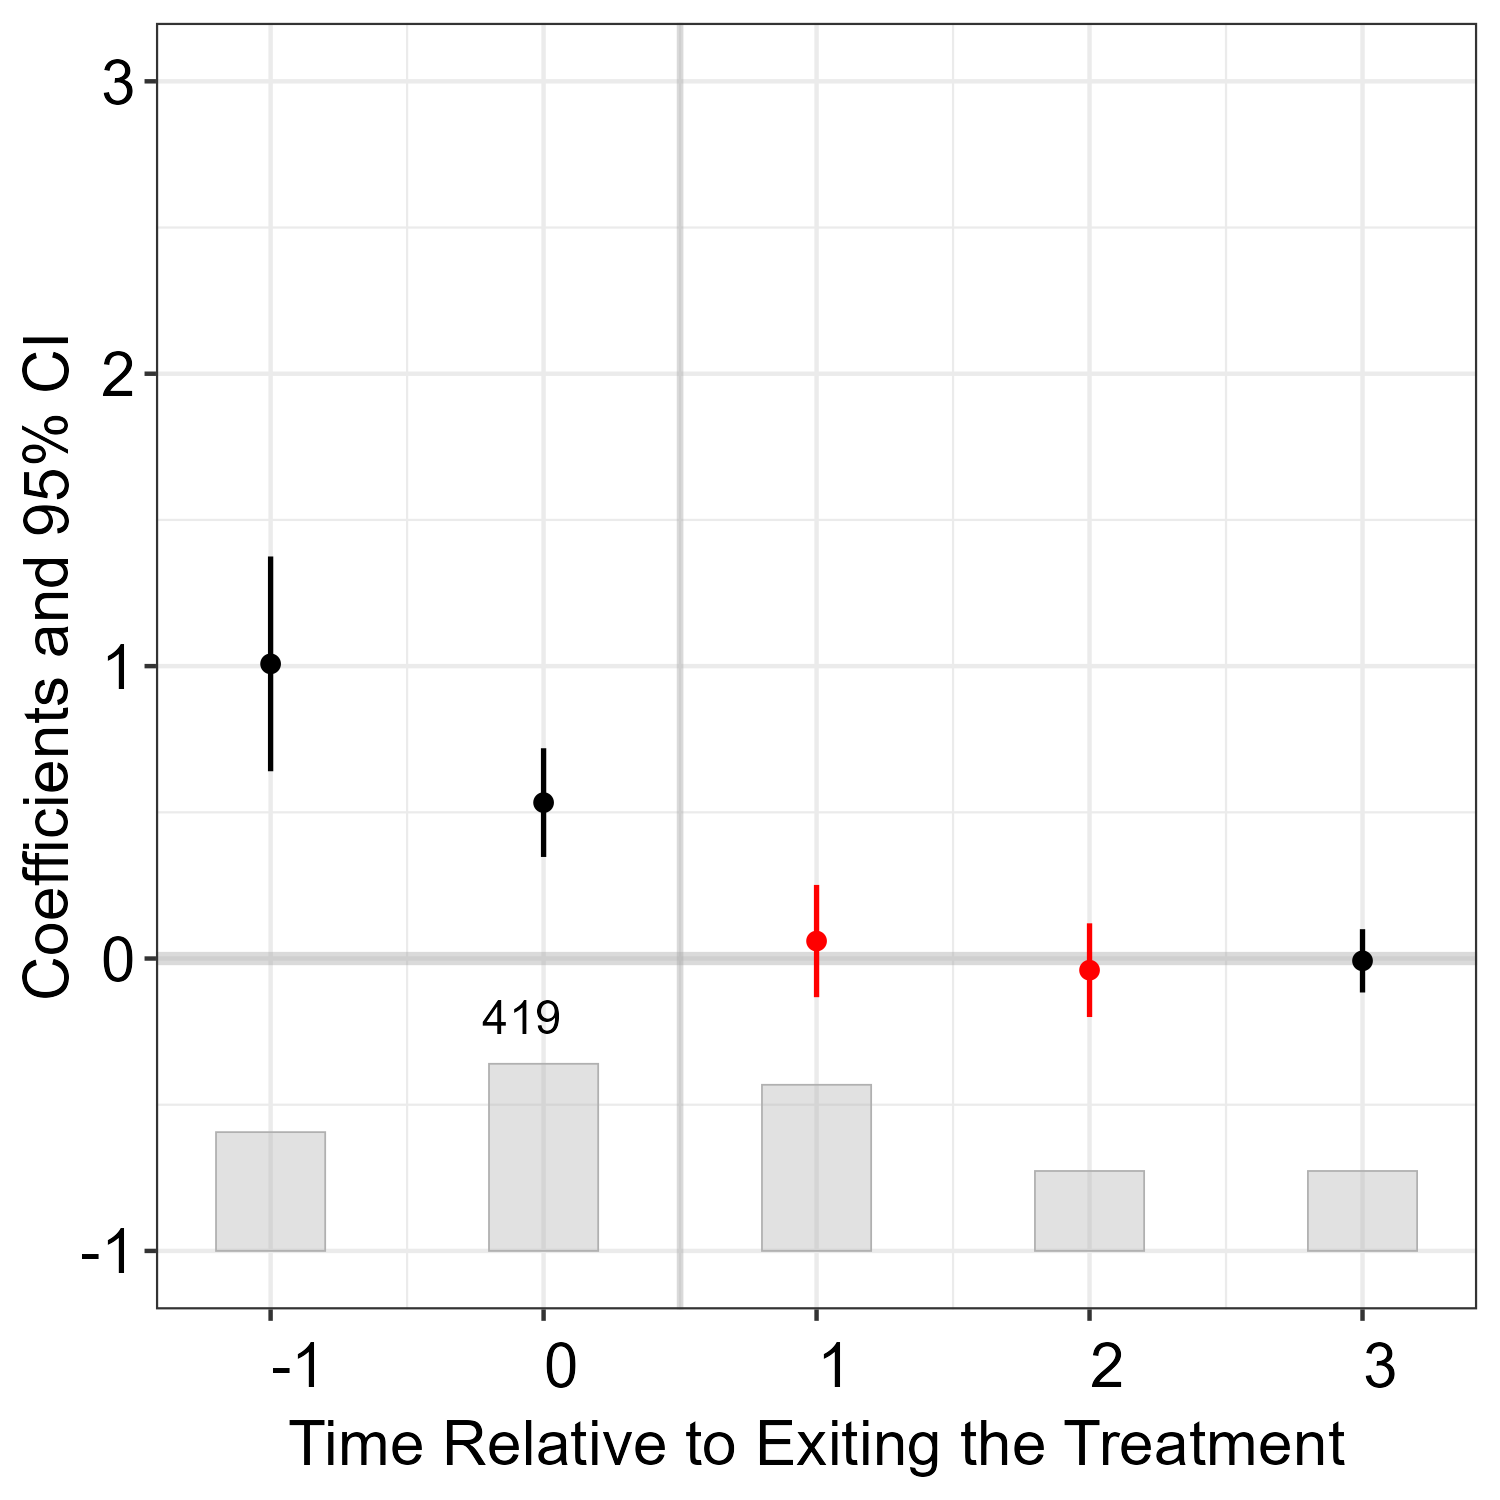 3
2
1
0
-1
Coefficients and 95% CI
419
-1 0 1 2 3
Time Relative to Exiting the Treatment